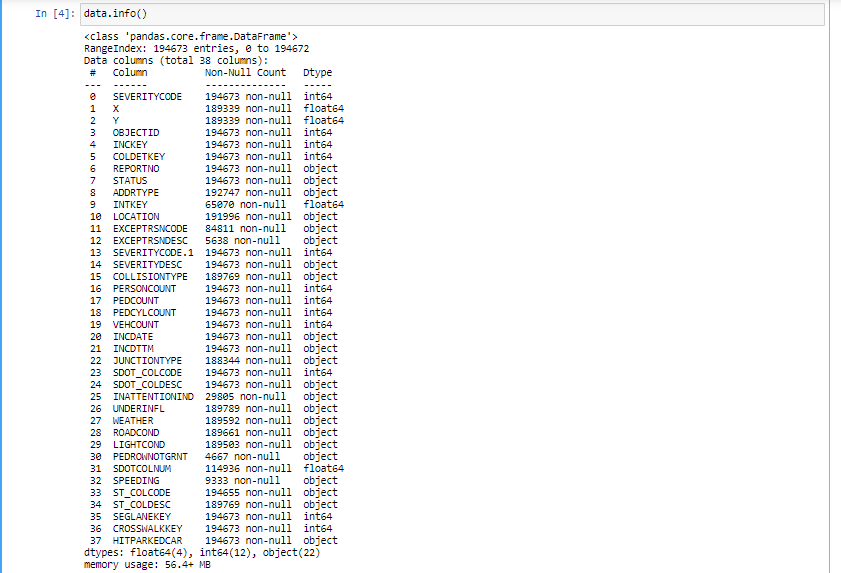 In [4]: data.info()
<class 'pandas.core.frame.DataFrame'>
RangeIndex: 194673 entries, 0 to 194672
Data columns (total 38 columns):
# Column Non-Null Count Dtype
--- ------ -------------- -----
0 SEVERITYCODE 194673 non-null int64
1 X 189339 non-null float64
2 Y 189339 non-null float64
3 OBJECTID 194673 non-null int64
4 INCKEY 194673 non-null int64
5 COLDETKEY 194673 non-null int64
6 REPORTNO 194673 non-null object
7 STATUS 194673 non-null object
8 ADDRTYPE 192747 non-null object
9 INTKEY 65070 non-null float64
10 LOCATION 191996 non-null object
11 EXCEPTRSNCODE 84811 non-null object
12 EXCEPTRSNDESC 5638 non-null object
13 SEVERITYCODE.1 194673 non-null int64
14 SEVERITYDESC 194673 non-null object
15 COLLISIONTYPE 189769 non-null object
16 PERSONCOUNT 194673 non-null int64
17 PEDCOUNT 194673 non-null int64
18 PEDCYLCOUNT 194673 non-null int64
19 VEHCOUNT 194673 non-null int64
20 INCDATE 194673 non-null object
21 INCDTTM 194673 non-null object
22 JUNCTIONTYPE 188344 non-null object
23 SDOT_COLCODE 194673 non-null int64
24 SDOT_COLDESC 194673 non-null object
25 INATTENTIONIND 29805 non-null object
26 UNDERINFL 189789 non-null object
27 WEATHER 189592 non-null object
28 ROADCOND 189661 non-null object
29 LIGHTCOND 189503 non-null object
30 PEDROWNOTGRNT 4667 non-null object
31 SDOTCOLNUM 114936 non-null float64
32 SPEEDING 9333 non-null object
33 ST_COLCODE 194655 non-null object
34 ST_COLDESC 189769 non-null object
35 SEGLANEKEY 194673 non-null int64
36 CROSSWALKKEY 194673 non-null int64
37 HITPARKEDCAR 194673 non-null object
dtypes: float64(4), int64(12), object(22)
memory usage: 56.4+ MB